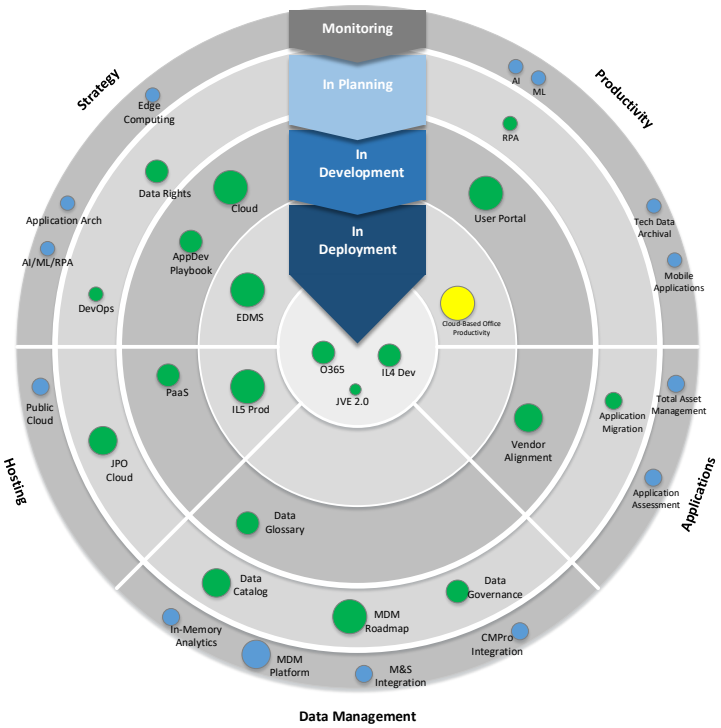 Monitoring
In Planning
In
Development
In
Deployment
Strategy
Productivity
Edge
Computing
AI
ML
RPA
Data Rights
Cloud
User Portal
Application Arch
Tech Data
Archival
AppDev
Playbook
AI/ML/RPA
Mobile
Applications
DevOps
EDMS
Cloud-Based Office
Productivity
O365
IL4 Dev
JVE 2.0
PaaS
IL5 Prod
Public
Cloud
Total Asset
Management
Application
Migration
Vendor
Alignment
JPO
Cloud
Hosting
Applications
Application
Assessment
Data
Glossary
Data
Catalog
Data
Governance
MDM
Roadmap
In-Memory
Analytics
CMPro
Integration
MDM
Platform
M&S
Integration
Data Management